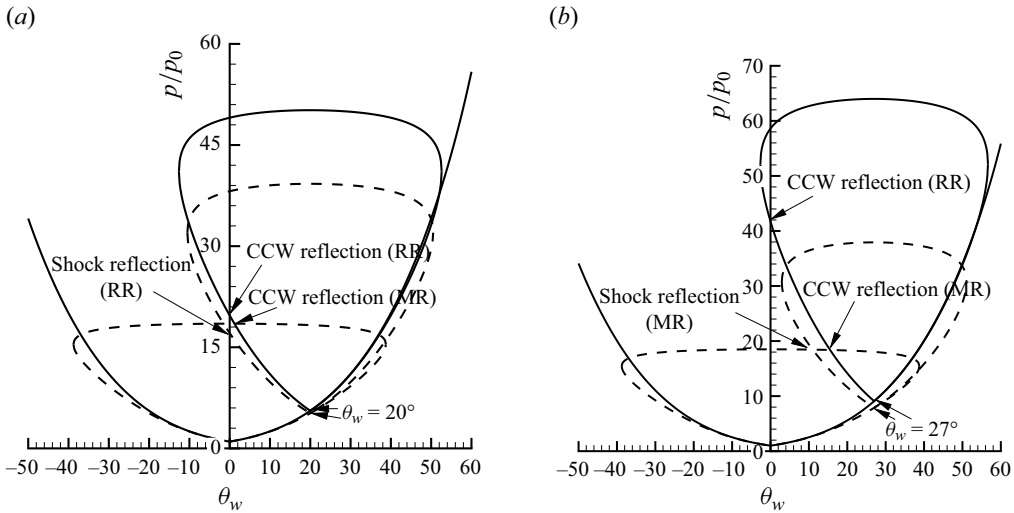 (a)
60
45
30
15
0
p/p0
CCW reflection (RR)
CCW reflection (MR)
Shock reflection
(RR)
θw = 20°
–50 –40 –30 –20 –10 0 10 20 30 40 50 60
θw
(b)
70
60
50
40
30
20
10
0
p/p0
CCW reflection (RR)
CCW reflection (MR)
Shock reflection
(MR)
θw = 27°
–50 –40 –30 –20 –10 0 10 20 30 40 50 60
θw